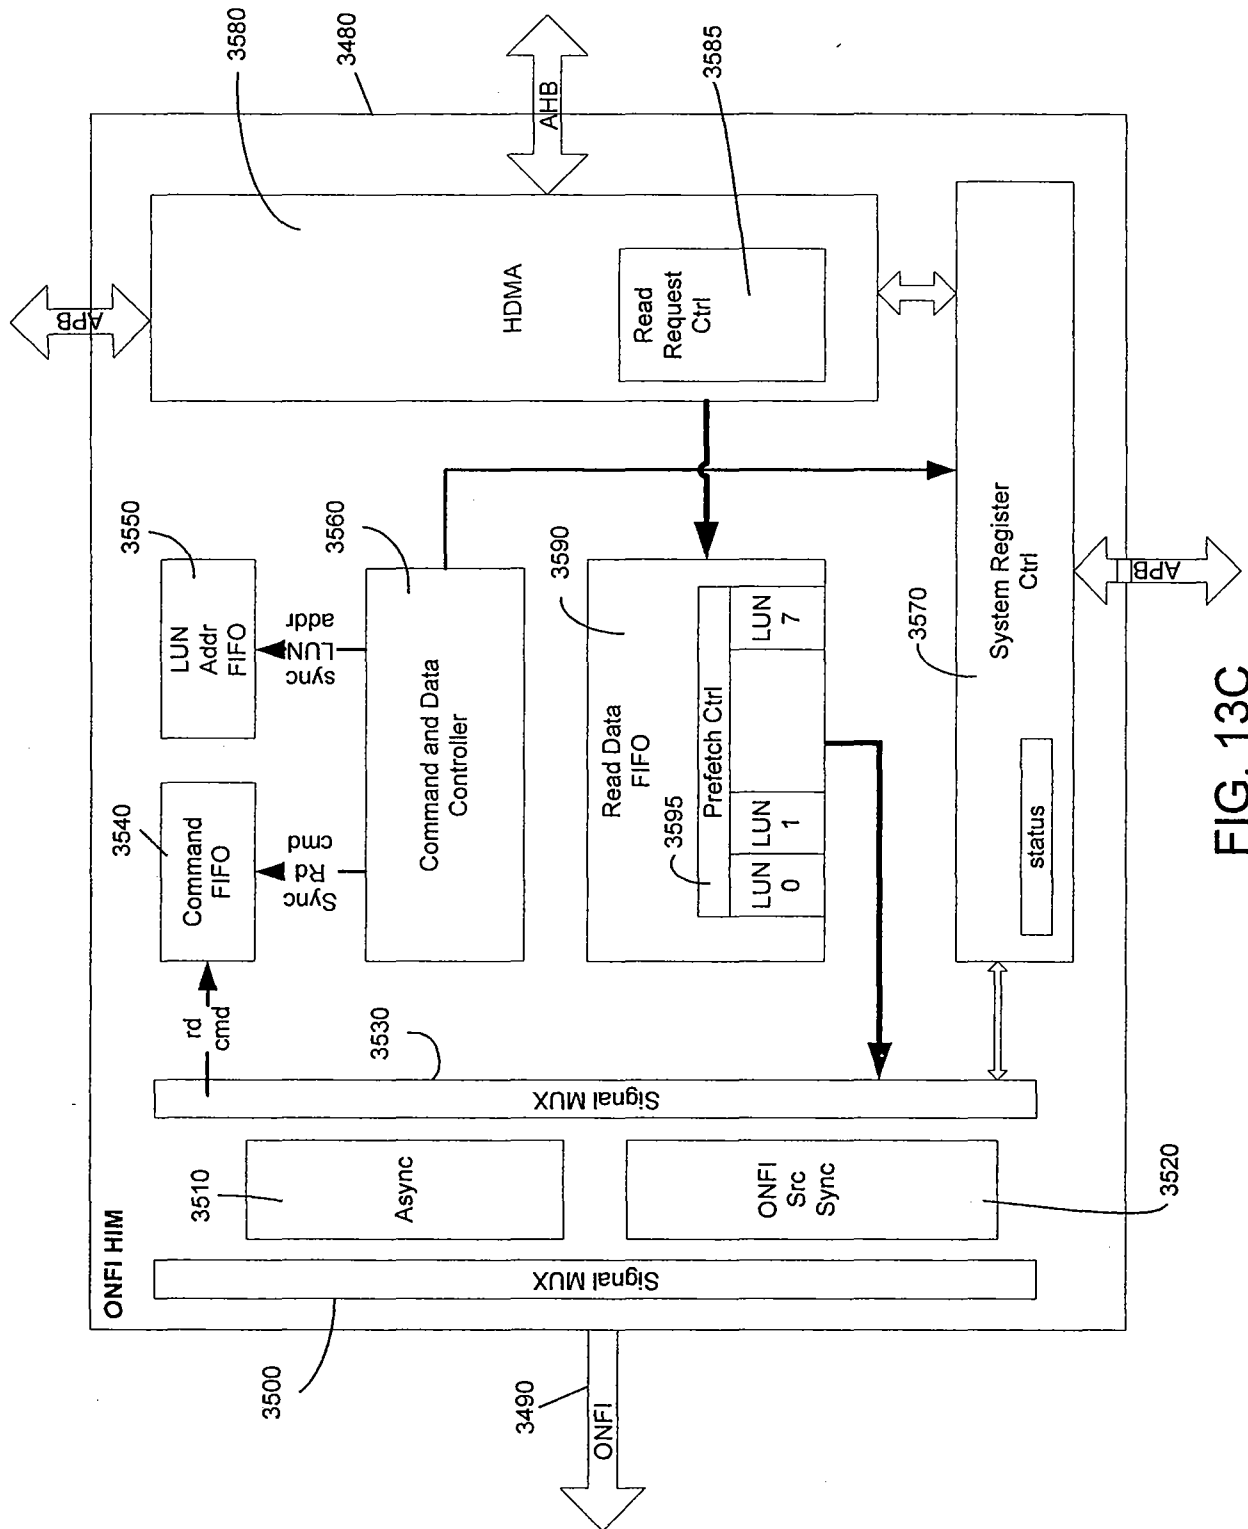 ONFI HIM
3490
ONFI
3500
Signal MUX
3510
Async
ONFI
Src
Sync
3520
3530
Signal MUX
rd
cmd
3540
Command
FIFO
Sync
Rd
cmd
3550
LUN
Addr
FIFO
sync
LUN
addr
3560
Command and Data
Controller
3590
Read Data
FIFO
3595
Prefetch Ctrl
LUN
0
LUN
1
LUN
7
3570
System Register
Ctrl
status
APB
3580
HDMA
3585
Read
Request
Ctrl
APB
AHB
3480
FIG. 13C